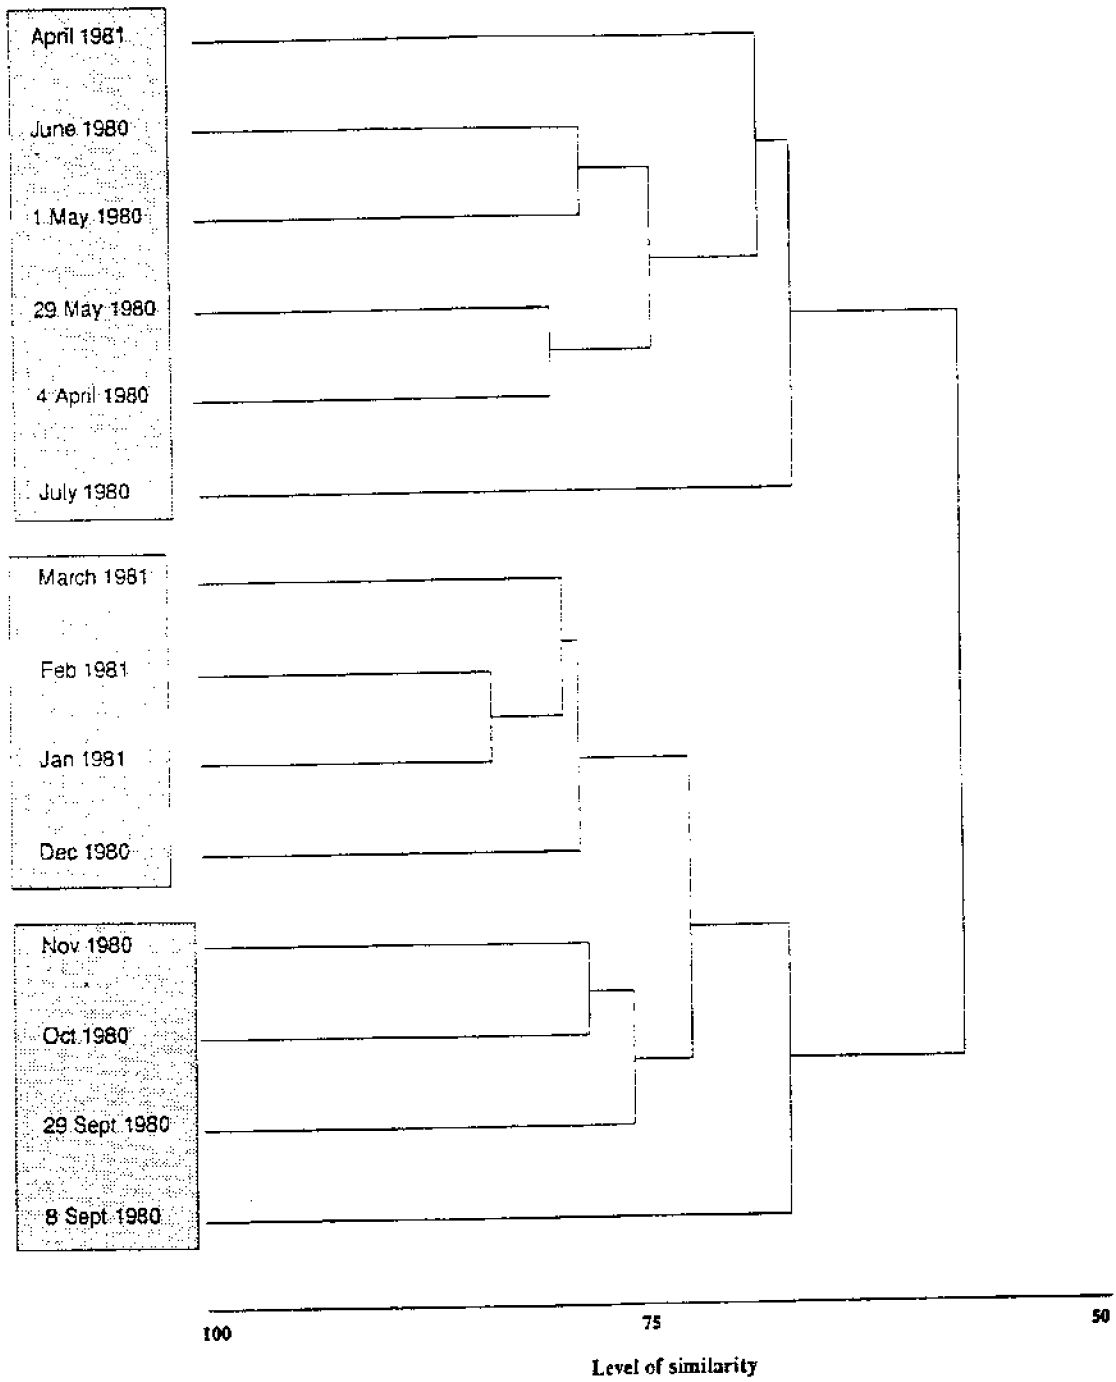 April 1981
June 1980
1 May 1980
29 May 1980
4 April 1980
July 1980
March 1981
Feb 1981
Jan 1981
Dec 1980
Nov 1980
Oct 1980
29 Sept 1980
8 Sept 1980
100 75 50
Level of similarity